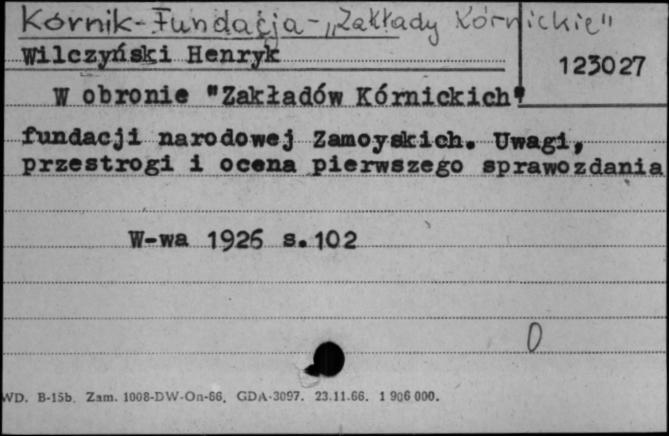 Kórnik-Fundacja-„Zakłady Kórnickie"
Wilczyński Henryk
123027
W obronie "Zakładów Kórnickich"
fundacji narodowej Zamoyskich. Uwagi,
przestrogi i ocena pierwszego sprawozdania
W-wa 1926 s.102
0
WD. B-15b. Zam. 1008-DW-On-66. GDA-3097. 23.11.66. 1 906 000.